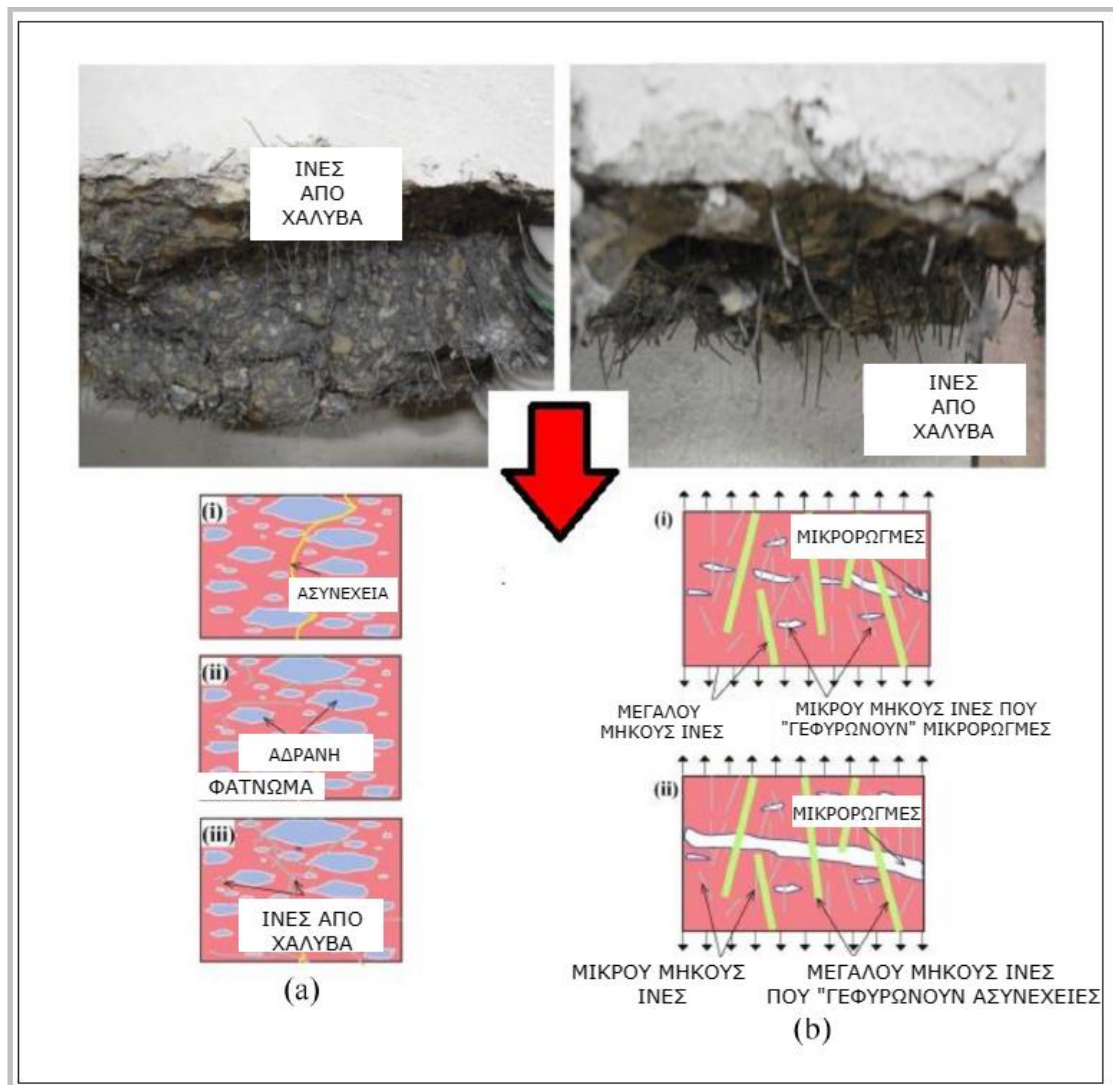 ΙΝΕΣ
ΑΠΟ
ΧΑΛΥΒΑ
ΙΝΕΣ
ΑΠΟ
ΧΑΛΥΒΑ
(i)
ΑΣΥΝΕΧΕΙΑ
(ii)
ΑΔΡΑΝΗ
ΦΑΤΝΩΜΑ
(iii)
ΙΝΕΣ ΑΠΟ
ΧΑΛΥΒΑ
(a)
(i)
ΜΙΚΡΟΡΩΓΜΕΣ
ΜΕΓΑΛΟΥ
ΜΗΚΟΥΣ ΙΝΕΣ
ΜΙΚΡΟΥ ΜΗΚΟΥΣ ΙΝΕΣ ΠΟΥ
"ΓΕΦΥΡΩΝΟΥΝ" ΜΙΚΡΟΡΩΓΜΕΣ
(ii)
ΜΙΚΡΟΡΩΓΜΕΣ
ΜΙΚΡΟΥ ΜΗΚΟΥΣ
ΙΝΕΣ
ΜΕΓΑΛΟΥ ΜΗΚΟΥΣ ΙΝΕΣ
ΠΟΥ "ΓΕΦΥΡΩΝΟΥΝ ΑΣΥΝΕΧΕΙΕΣ
(b)